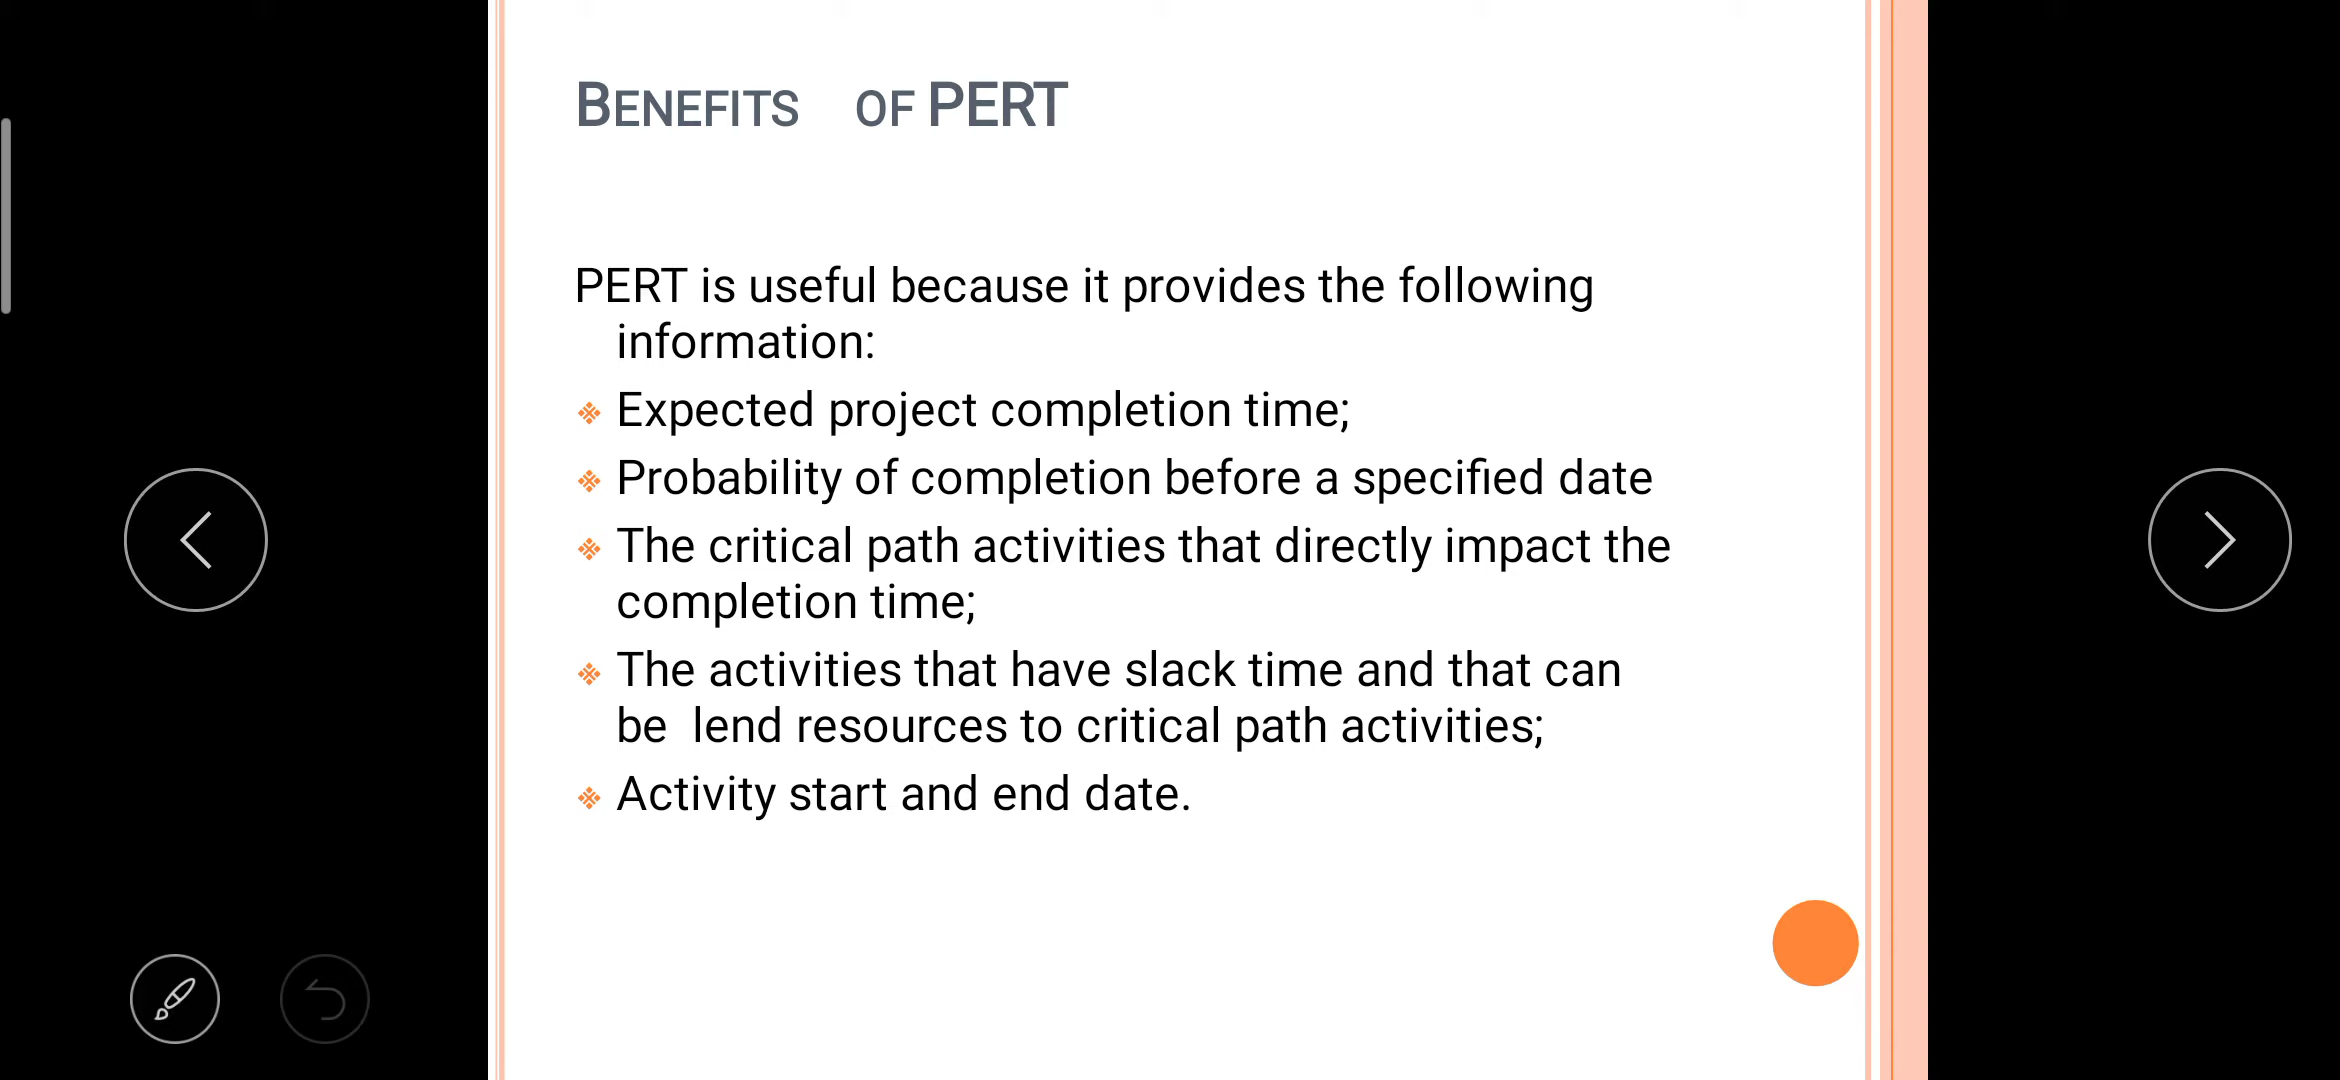 BENEFITS OF PERT
PERT is useful because it provides the following
information:
Expected project completion time;
Probability of completion before a specified date
The critical path activities that directly impact the
completion time;
The activities that have slack time and that can
be lend resources to critical path activities;
Activity start and end date.